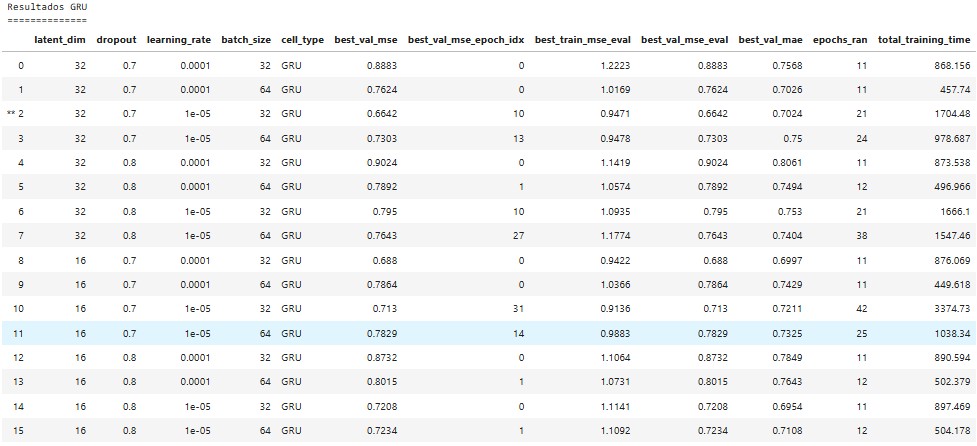 Resultados GRU
==============
latent_dim dropout learning_rate batch_size cell_type best_val_mse best_val_mse_epoch_idx best_train_mse_eval best_val_mse_eval best_val_mae epochs_ran total_training_time
0 32 0.7 0.0001 32 GRU 0.8883 0 1.2223 0.8883 0.7568 11 868.156
1 32 0.7 0.0001 64 GRU 0.7624 0 1.0169 0.7624 0.7026 11 457.74
** 2 32 0.7 1e-05 32 GRU 0.6642 10 0.9471 0.6642 0.7024 21 1704.48
3 32 0.7 1e-05 64 GRU 0.7303 13 0.9478 0.7303 0.75 24 978.687
4 32 0.8 0.0001 32 GRU 0.9024 0 1.1419 0.9024 0.8061 11 873.538
5 32 0.8 0.0001 64 GRU 0.7892 1 1.0574 0.7892 0.7494 12 496.966
6 32 0.8 1e-05 32 GRU 0.795 10 1.0935 0.795 0.753 21 1666.1
7 32 0.8 1e-05 64 GRU 0.7643 27 1.1774 0.7643 0.7404 38 1547.46
8 16 0.7 0.0001 32 GRU 0.688 0 0.9422 0.688 0.6997 11 876.069
9 16 0.7 0.0001 64 GRU 0.7864 0 1.0366 0.7864 0.7429 11 449.618
10 16 0.7 1e-05 32 GRU 0.713 31 0.9136 0.713 0.7211 42 3374.73
11 16 0.7 1e-05 64 GRU 0.7829 14 0.9883 0.7829 0.7325 25 1038.34
12 16 0.8 0.0001 32 GRU 0.8732 0 1.1064 0.8732 0.7849 11 890.594
13 16 0.8 0.0001 64 GRU 0.8015 1 1.0731 0.8015 0.7643 12 502.379
14 16 0.8 1e-05 32 GRU 0.7208 0 1.1141 0.7208 0.6954 11 897.469
15 16 0.8 1e-05 64 GRU 0.7234 1 1.1092 0.7234 0.7108 12 504.178